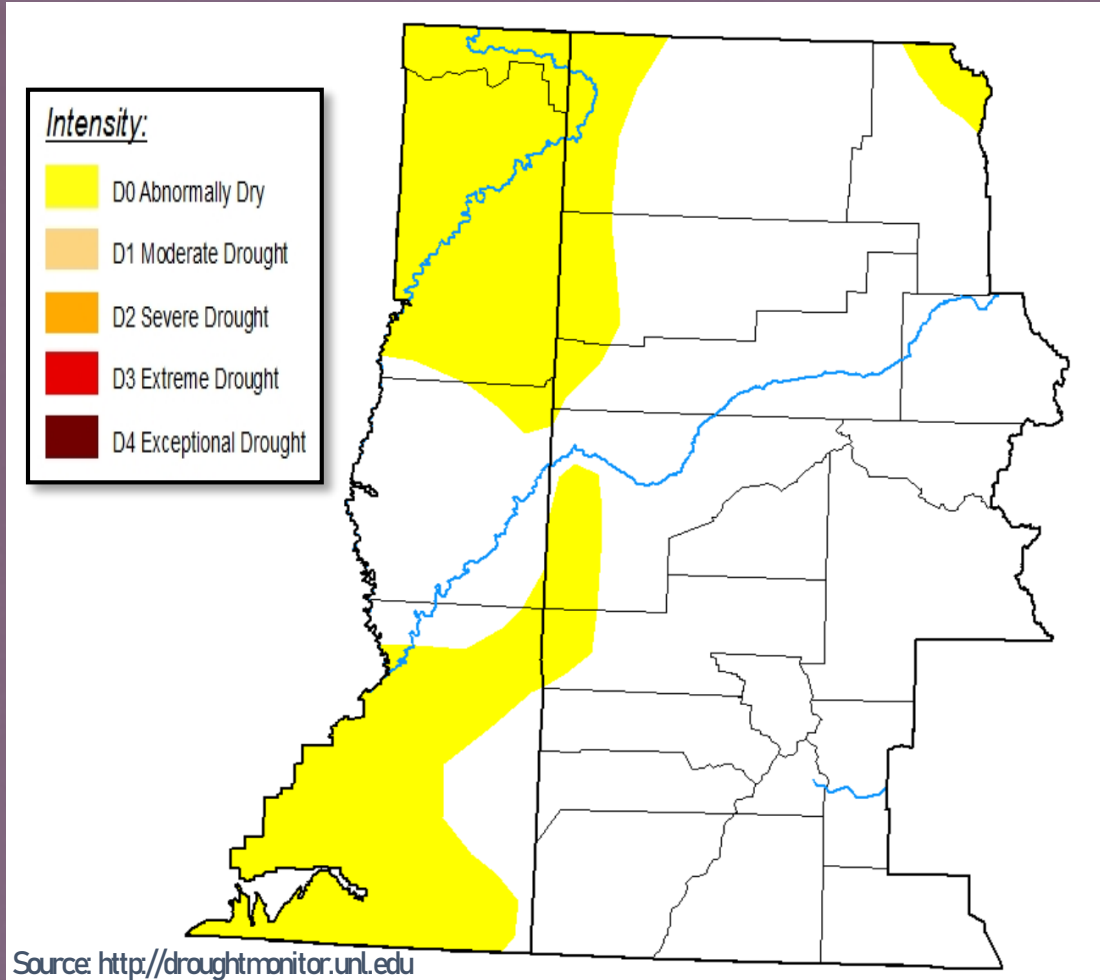 Intensity:
D0 Abnormally Dry
D1 Moderate Drought
D2 Severe Drought
D3 Extreme Drought
D4 Exceptional Drought
Source: http://droughtmonitor.unl.edu